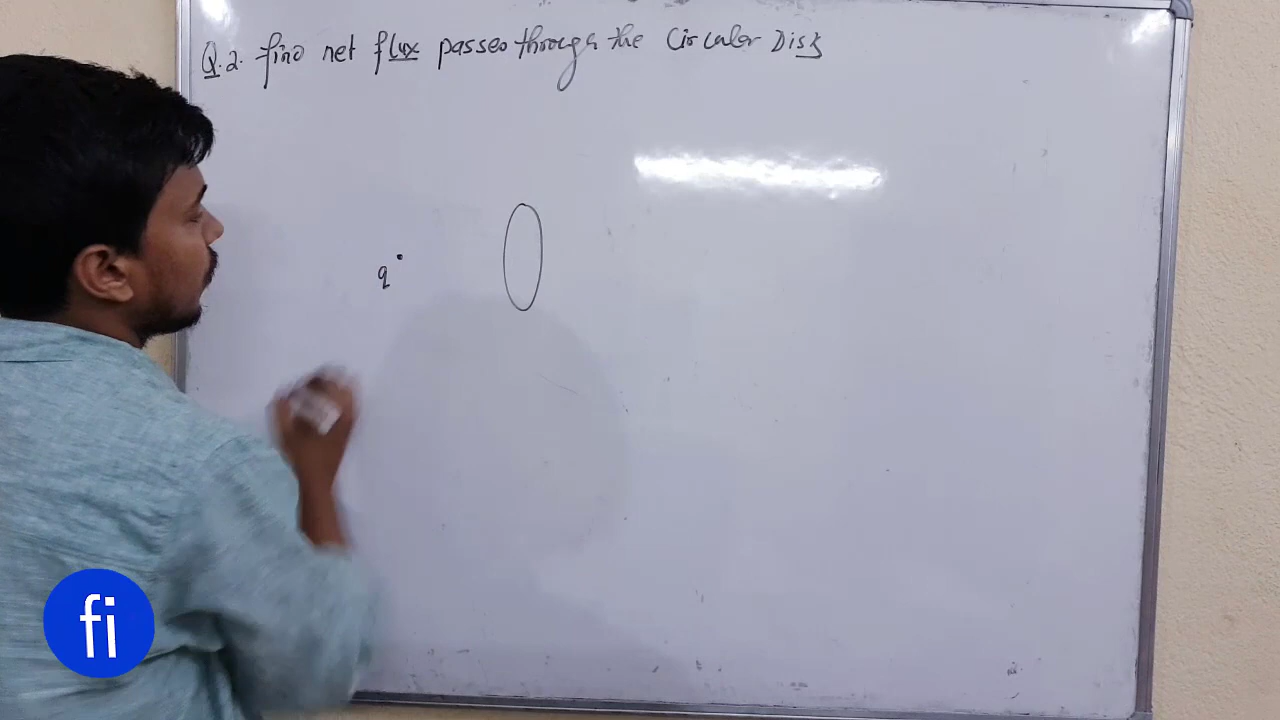 Q.2. find net flux passes through the Circular Disk
q
fi